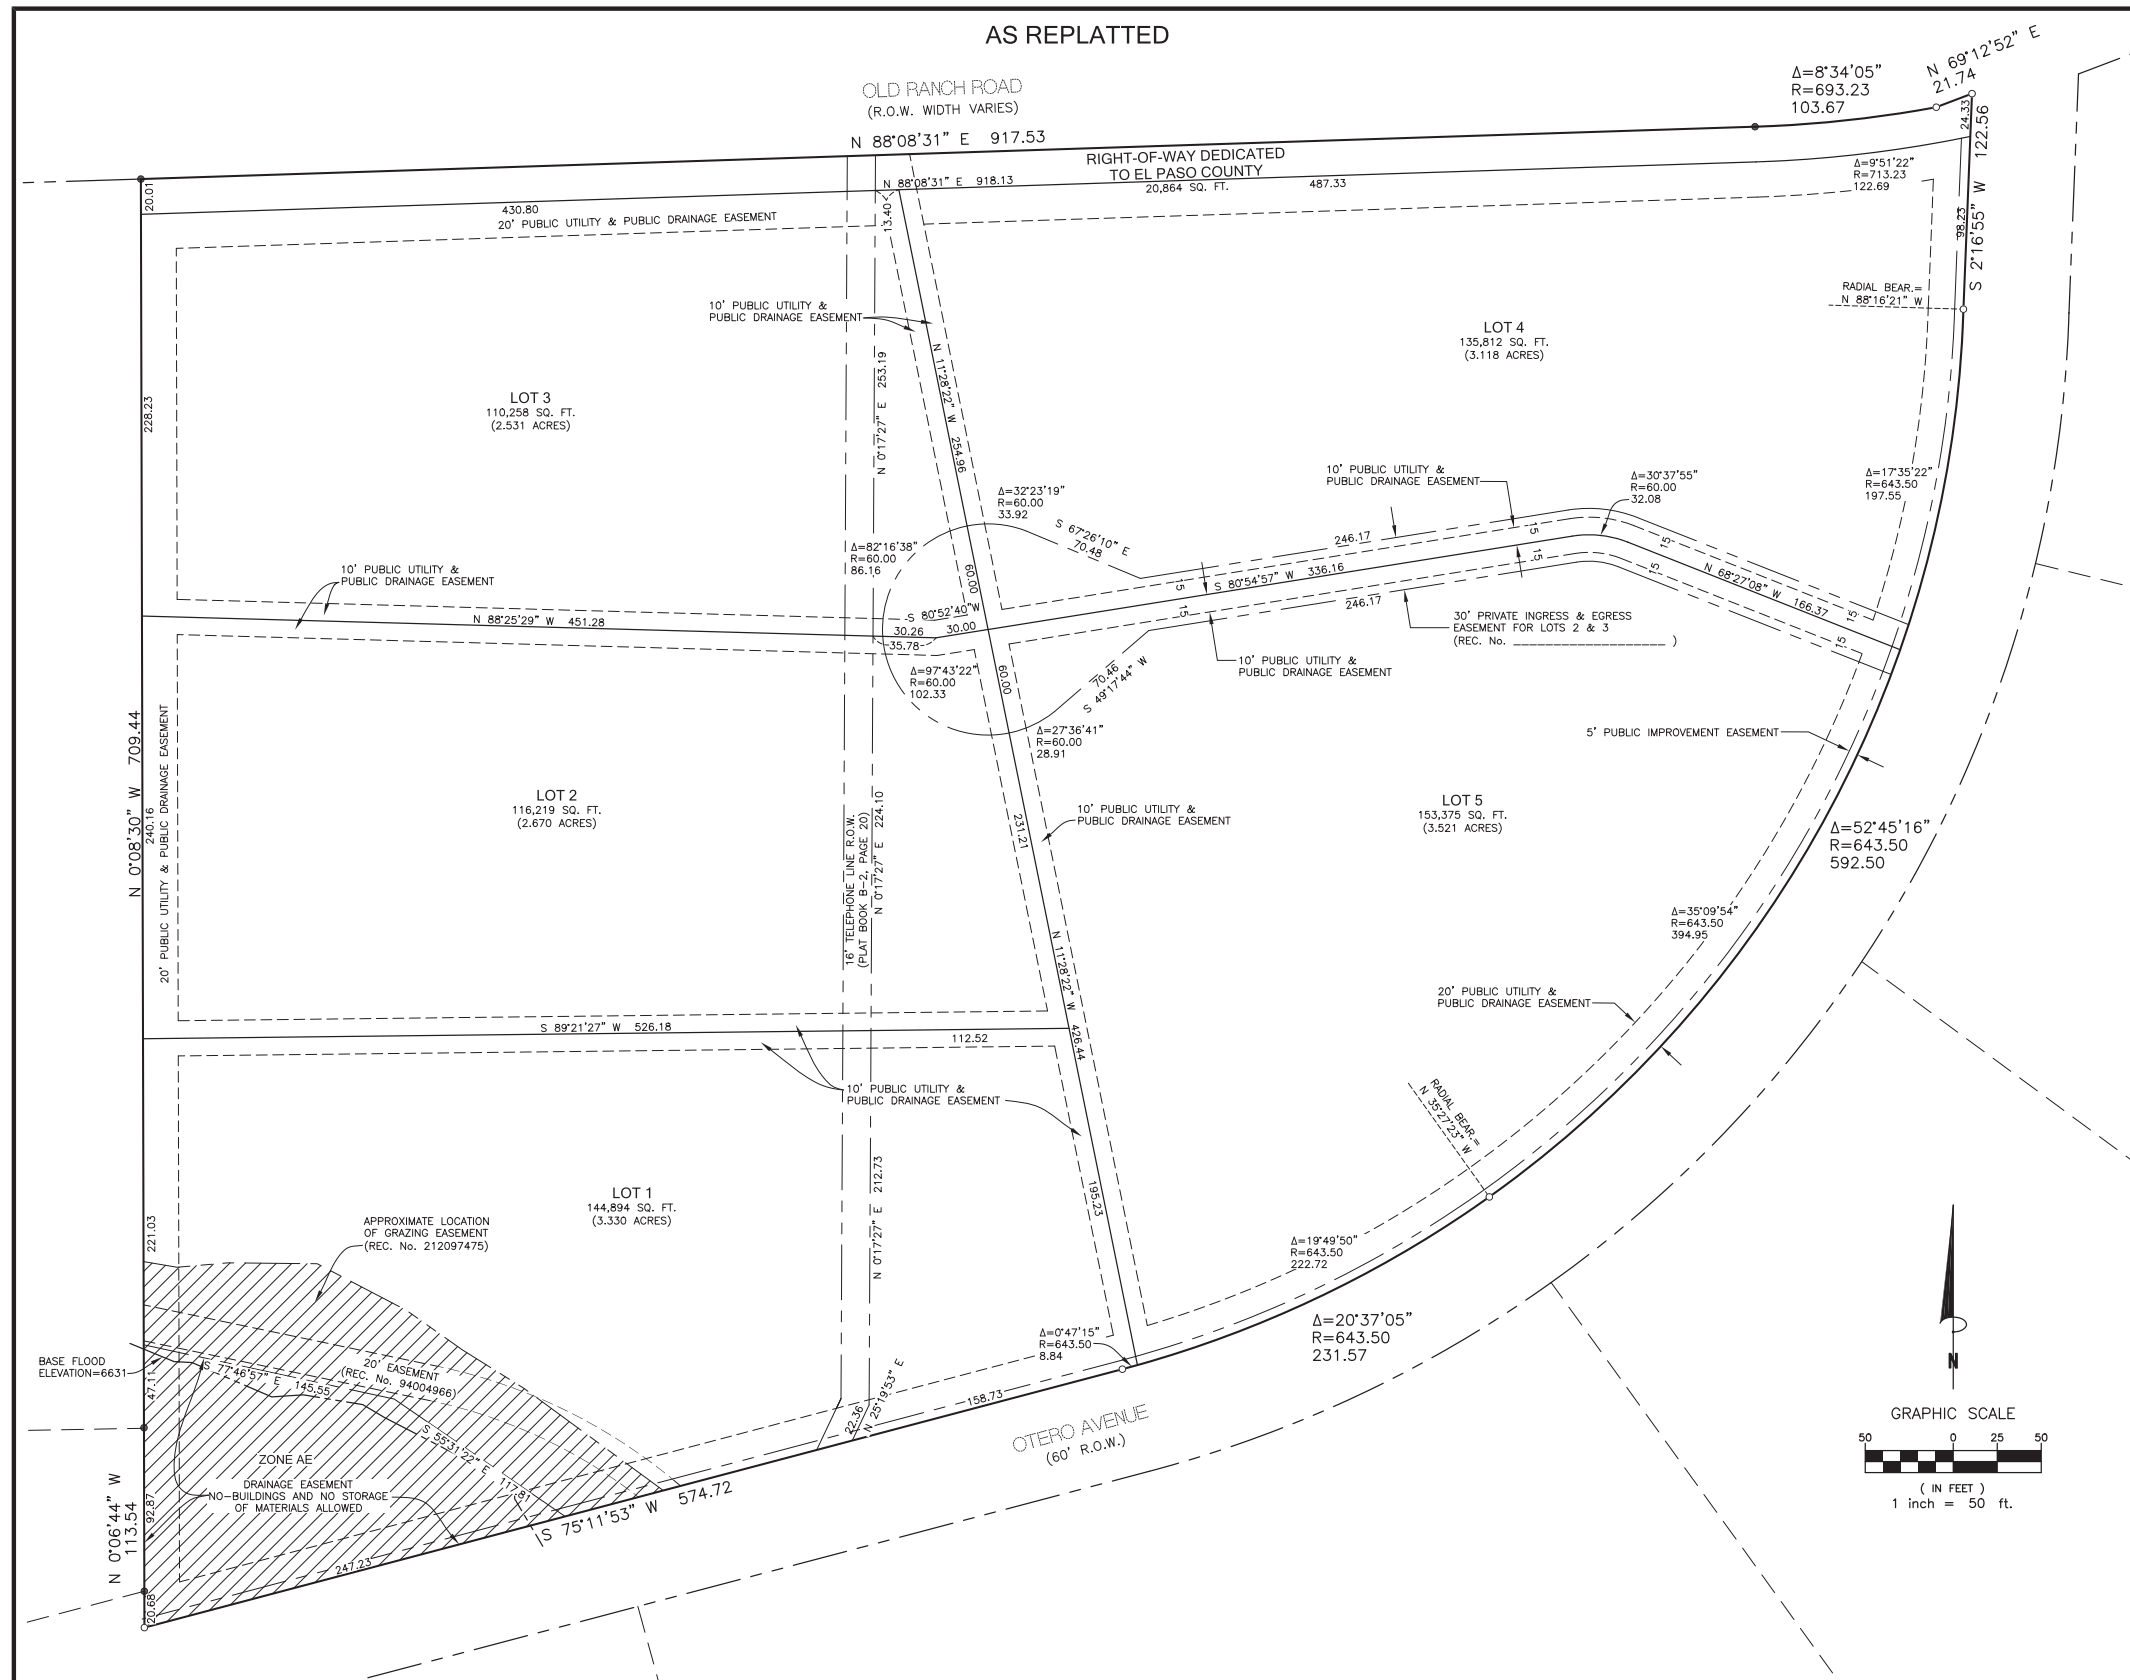 AS REPLATTED
OLD RANCH ROAD
(R.O.W. WIDTH VARIES)
N 88°08'31" E 917.53
Δ=8°34'05"
R=693.23
103.67
N 69°12'52" E
21.74
24.33
S 2°16'55" W 122.56
98.23
RIGHT-OF-WAY DEDICATED
TO EL PASO COUNTY
20,864 SQ. FT.
N 88°08'31" E 918.13
487.33
Δ=9°51'22"
R=713.23
122.69
20.01
430.80
20' PUBLIC UTILITY & PUBLIC DRAINAGE EASEMENT
13.40
RADIAL BEAR.=
N 88°16'21" W
10' PUBLIC UTILITY &
PUBLIC DRAINAGE EASEMENT
LOT 4
135,812 SQ. FT.
(3.118 ACRES)
N 11°28'22" W 254.96
N 0°17'27" E 253.19
LOT 3
110,258 SQ. FT.
(2.531 ACRES)
228.23
Δ=32°23'19"
R=60.00
33.92
S 67°26'10" E
70.48
10' PUBLIC UTILITY &
PUBLIC DRAINAGE EASEMENT
Δ=30°37'55"
R=60.00
32.08
Δ=17°35'22"
R=643.50
197.55
246.17
15
15
15
15
Δ=82°16'38"
R=60.00
86.16
60.00
10' PUBLIC UTILITY &
PUBLIC DRAINAGE EASEMENT
15
15
S 80°54'57" W 336.16
N 68°27'08" W 166.37
15
15
246.17
S 80°52'40"W
30.26
30.00
35.78
N 88°25'29" W 451.28
30' PRIVATE INGRESS & EGRESS
EASEMENT FOR LOTS 2 & 3
(REC. No. ____________________ )
10' PUBLIC UTILITY &
PUBLIC DRAINAGE EASEMENT
Δ=97°43'22"
R=60.00
102.33
60.00
70.46
S 49°17'44" W
Δ=27°36'41"
R=60.00
28.91
5' PUBLIC IMPROVEMENT EASEMENT
N 0°08'30" W 709.44
20' PUBLIC UTILITY & PUBLIC DRAINAGE EASEMENT
240.16
LOT 2
116,219 SQ. FT.
(2.670 ACRES)
16' TELEPHONE LINE R.O.W.
(PLAT BOOK B-2, PAGE 20)
N 0°17'27" E 224.10
231.21
10' PUBLIC UTILITY &
PUBLIC DRAINAGE EASEMENT
LOT 5
153,375 SQ. FT.
(3.521 ACRES)
Δ=52°45'16"
R=643.50
592.50
Δ=35°09'54"
R=643.50
394.95
N 11°28'22" W 426.44
20' PUBLIC UTILITY &
PUBLIC DRAINAGE EASEMENT
S 89°21'27" W 526.18
112.52
10' PUBLIC UTILITY &
PUBLIC DRAINAGE EASEMENT
RADIAL BEAR.=
N 35°27'23" W
LOT 1
144,894 SQ. FT.
(3.330 ACRES)
N 0°17'27" E 212.73
195.23
221.03
APPROXIMATE LOCATION
OF GRAZING EASEMENT
(REC. No. 212097475)
Δ=19°49'50"
R=643.50
222.72
Δ=20°37'05"
R=643.50
231.57
Δ=0°47'15"
R=643.50
8.84
BASE FLOOD
ELEVATION=6631
47.11
S 77°46'57" E 145.55
20' EASEMENT
(REC. No. 94004966)
22.36
N 25°19'53" E
158.73
OTERO AVENUE
(60' R.O.W.)
S 55°31'22" E 117.81
ZONE AE
DRAINAGE EASEMENT
NO-BUILDINGS AND NO STORAGE
OF MATERIALS ALLOWED
92.87
N 0°06'44" W
113.54
S 75°11'53" W 574.72
247.23
20.68
N
GRAPHIC SCALE
50 0 25 50
( IN FEET )
1 inch = 50 ft.